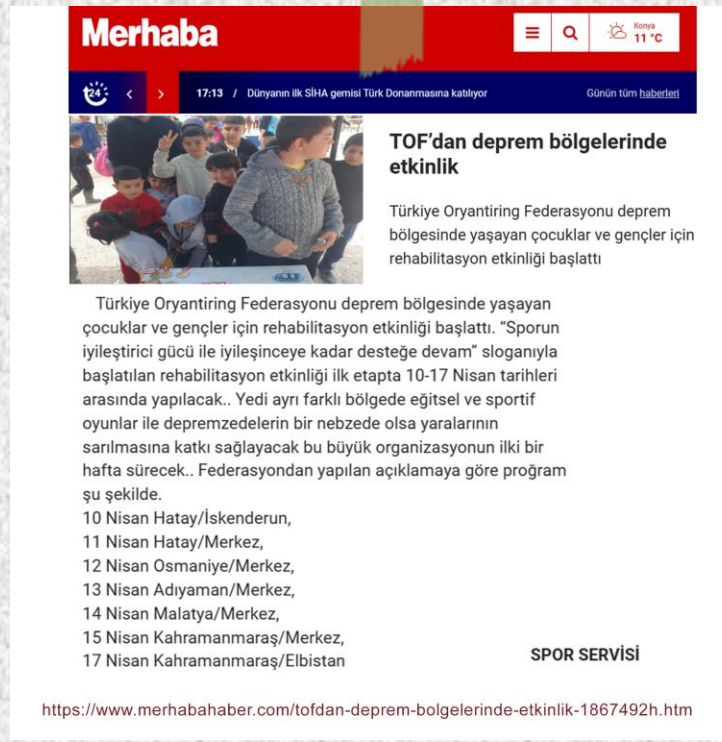 Merhaba
Konya
11 °C
24
17:13 / Dünyanın ilk SİHA gemisi Türk Donanmasına katılıyor
Günün tüm haberleri
TOF’dan deprem bölgelerinde
etkinlik
Türkiye Oryantiring Federasyonu deprem
bölgesinde yaşayan çocuklar ve gençler için
rehabilitasyon etkinliği başlattı
Türkiye Oryantiring Federasyonu deprem bölgesinde yaşayan
çocuklar ve gençler için rehabilitasyon etkinliği başlattı. “Sporun
iyileştirici gücü ile iyileşinceye kadar desteğe devam” sloganıyla
başlatılan rehabilitasyon etkinliği ilk etapta 10-17 Nisan tarihleri
arasında yapılacak.. Yedi ayrı farklı bölgede eğitsel ve sportif
oyunlar ile depremzedelerin bir nebzede olsa yaralarının
sarılmasına katkı sağlayacak bu büyük organizasyonun ilki bir
hafta sürecek.. Federasyondan yapılan açıklamaya göre proğram
şu şekilde.
10 Nisan Hatay/İskenderun,
11 Nisan Hatay/Merkez,
12 Nisan Osmaniye/Merkez,
13 Nisan Adıyaman/Merkez,
14 Nisan Malatya/Merkez,
15 Nisan Kahramanmaraş/Merkez,
17 Nisan Kahramanmaraş/Elbistan
SPOR SERVİSİ
https://www.merhabahaber.com/tofdan-deprem-bolgelerinde-etkinlik-1867492h.htm